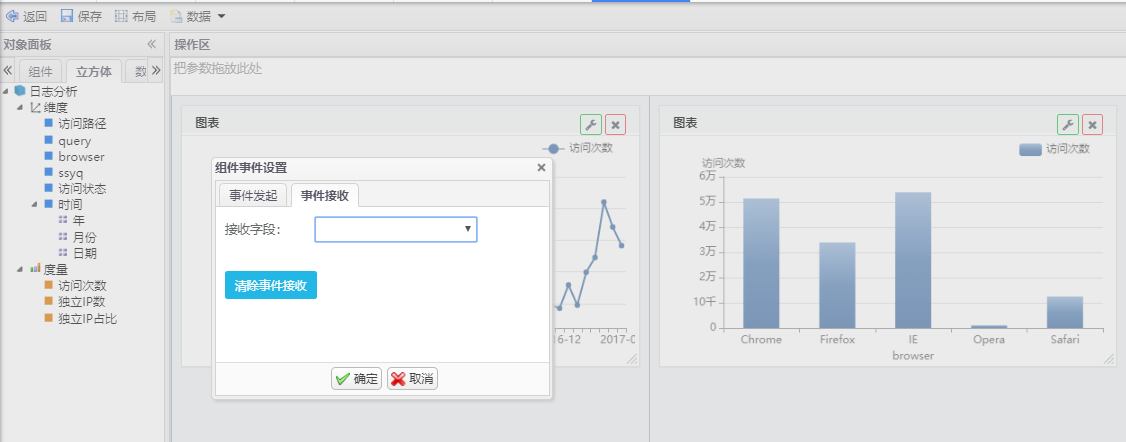 返回 保存 布局 数据
对象面板
操作区
组件 立方体 数
把参数拖放此处
日志分析
维度
访问路径
query
browser
ssyq
访问状态
时间
年
月份
日期
度量
访问次数
独立IP数
独立IP占比
图表
访问次数
组件事件设置
事件发起 事件接收
接收字段:
清除事件接收
确定 取消
16-12 2017-0
图表
访问次数
访问次数
6万
5万
4万
3万
2万
10千
0
Chrome Firefox IE Opera Safari
browser